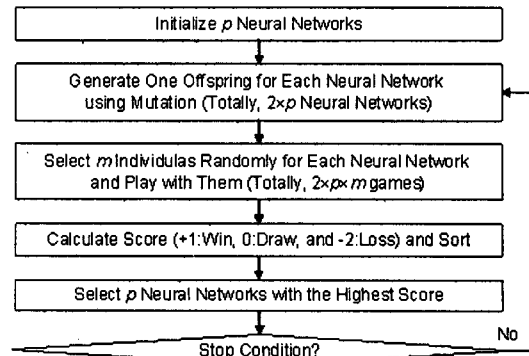 Initialize p Neural Networks
Generate One Offspring for Each Neural Network
using Mutation (Totally, 2×p Neural Networks)
Select m Individulas Randomly for Each Neural Network
and Play with Them (Totally, 2×p×m games)
Calculate Score (+1:Win, 0:Draw, and -2:Loss) and Sort
Select p Neural Networks with the Highest Score
No
Stop Condition?